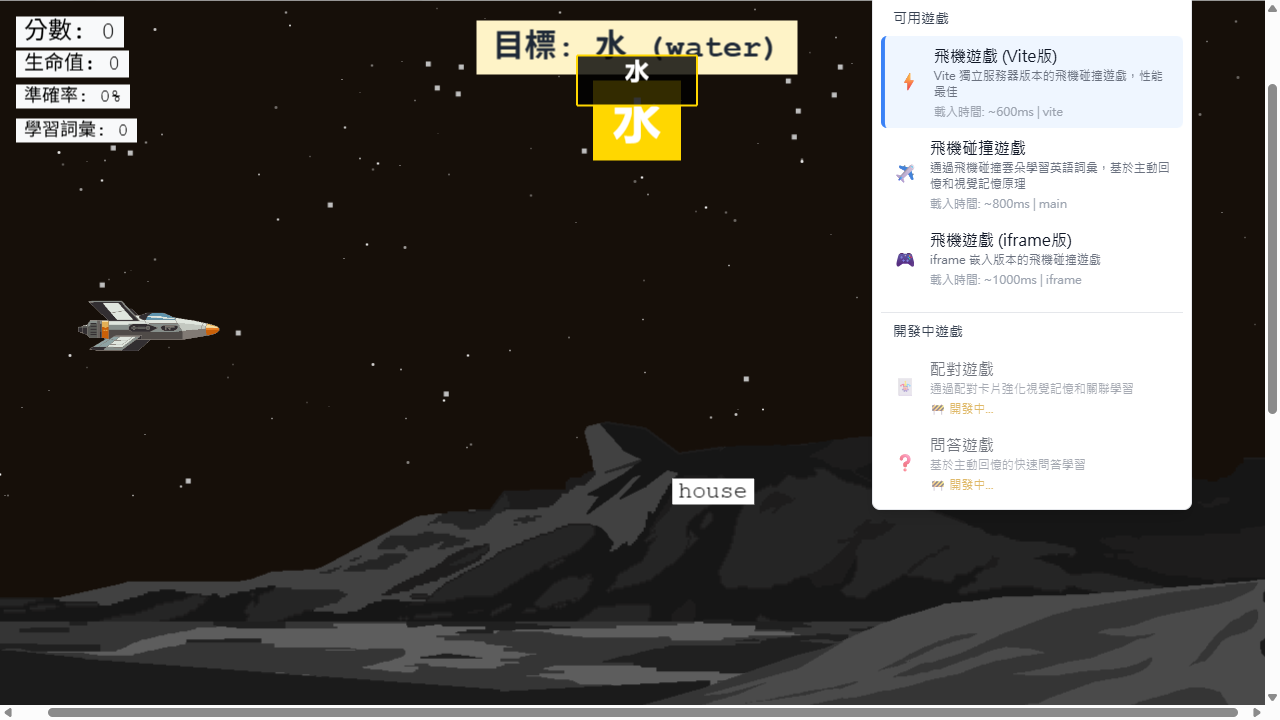 分數: 0
生命值: 0
準確率: 0%
學習詞彙: 0
目標: 水 (water)
水
水
house
可用遊戲
飛機遊戲 (Vite版)
Vite 獨立服務器版本的飛機碰撞遊戲，性能
最佳
載入時間: ~600ms | vite
飛機碰撞遊戲
通過飛機碰撞雲朵學習英語詞彙，基於主動回
憶和視覺記憶原理
載入時間: ~800ms | main
飛機遊戲 (iframe版)
iframe 嵌入版本的飛機碰撞遊戲
載入時間: ~1000ms | iframe
開發中遊戲
配對遊戲
通過配對卡片強化視覺記憶和關聯學習
開發中...
問答遊戲
基於主動回憶的快速問答學習
開發中...